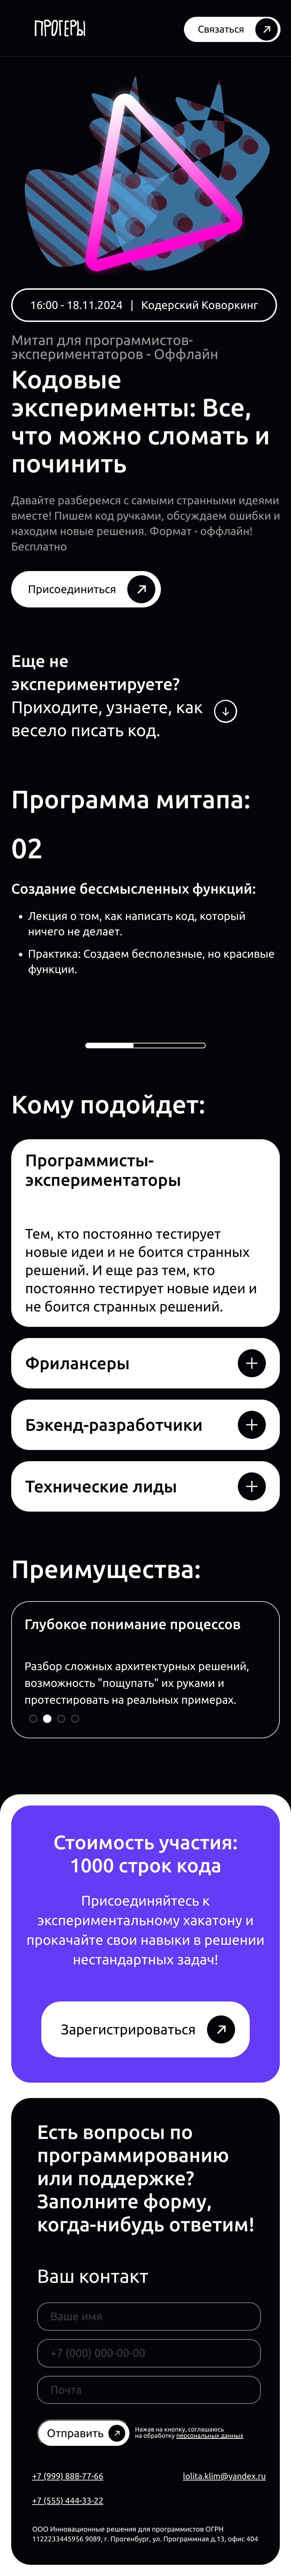 ПРОГЕРЫ
Связаться
16:00 - 18.11.2024 | Кодерский Коворкинг
Митап для программистов-
экспериментаторов - Оффлайн
Кодовые
эксперименты: Все,
что можно сломать и
починить
Давайте разберемся с самыми странными идеями
вместе! Пишем код ручками, обсуждаем ошибки и
находим новые решения. Формат - оффлайн!
Бесплатно
Присоединиться
Еще не
экспериментируете?
Приходите, узнаете, как
весело писать код.
Программа митапа:
02
Создание бессмысленных функций:
• Лекция о том, как написать код, который
ничего не делает.
• Практика: Создаем бесполезные, но красивые
функции.
Кому подойдет:
Программисты-
экспериментаторы
Тем, кто постоянно тестирует
новые идеи и не боится странных
решений. И еще раз тем, кто
постоянно тестирует новые идеи и
не боится странных решений.
Фрилансеры
Бэкенд-разработчики
Технические лиды
Преимущества:
Глубокое понимание процессов
Разбор сложных архитектурных решений,
возможность "пощупать" их руками и
протестировать на реальных примерах.
Стоимость участия:
1000 строк кода
Присоединяйтесь к
экспериментальному хакатону и
прокачайте свои навыки в решении
нестандартных задач!
Зарегистрироваться
Есть вопросы по
программированию
или поддержке?
Заполните форму,
когда-нибудь ответим!
Ваш контакт
Ваше имя
+7 (000) 000-00-00
Почта
Отправить
Нажав на кнопку, соглашаюсь
на обработку персональных данных
+7 (999) 888-77-66
lolita.klim@yandex.ru
+7 (555) 444-33-22
ООО Инновационные решения для программистов ОГРН
1122233445956 9089, г. Прогенбург, ул. Программная д.13, офис 404